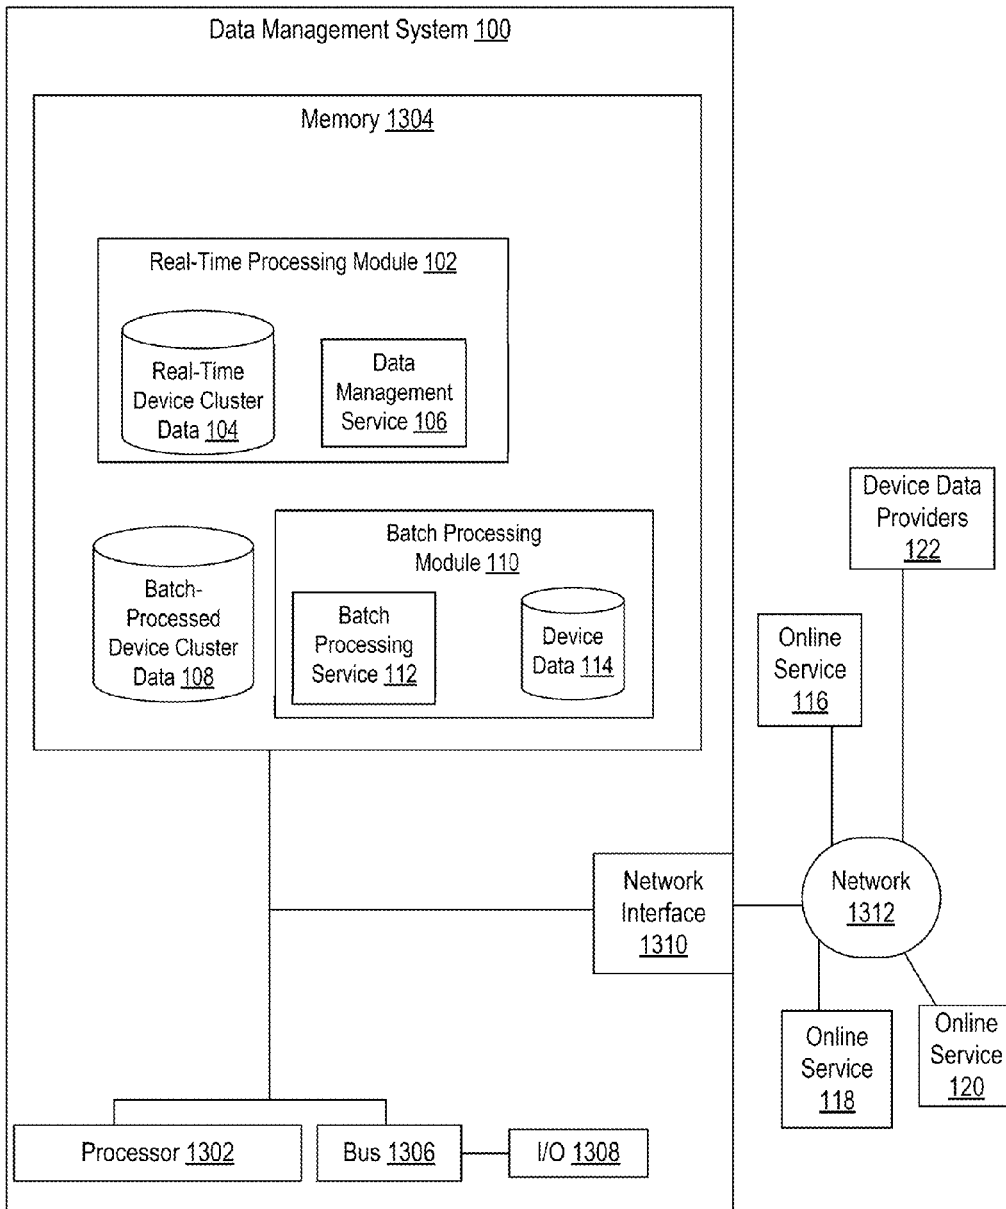 Data Management System 100
Memory 1304
Real-Time Processing Module 102
Real-Time
Device Cluster
Data 104
Data
Management
Service 106
Batch-
Processed
Device Cluster
Data 108
Batch Processing
Module 110
Batch
Processing
Service 112
Device
Data 114
Device Data
Providers
122
Online
Service
116
Network
Interface
1310
Network
1312
Online
Service
118
Online
Service
120
Processor 1302
Bus 1306
I/O 1308